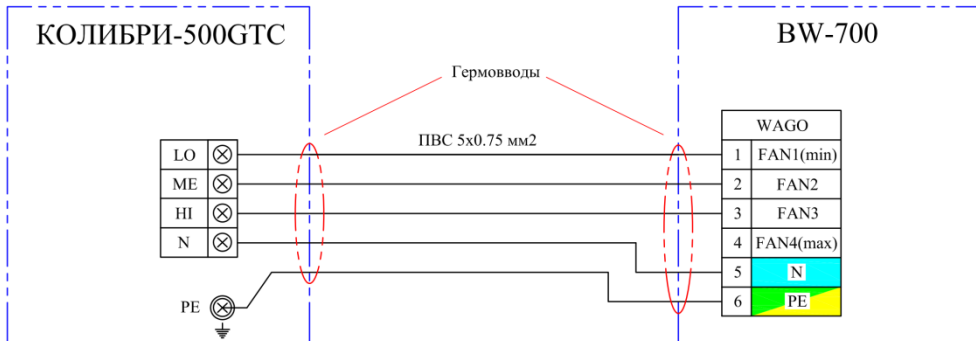 КОЛИБРИ-500GTC
BW-700
Гермовводы
ПВС 5х0.75 мм2
WAGO
LO
1 FAN1(min)
ME
2 FAN2
HI
3 FAN3
N
4 FAN4(max)
5 N
PE
6 PE